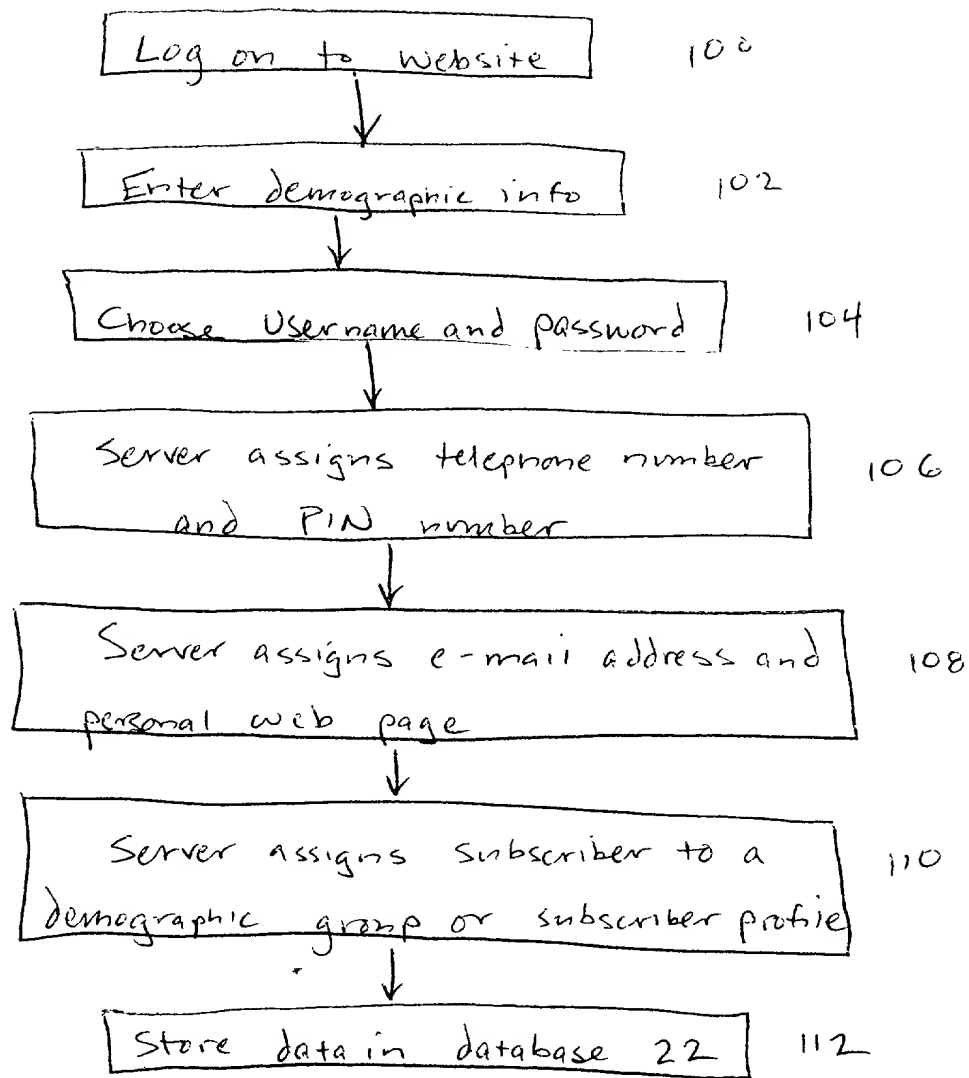 Log on to website 100
Enter demographic info 102
Choose Username and password 104
Server assigns telephone number 106
and PIN number
Server assigns e-mail address and 108
personal web page
Server assigns subscriber to a 110
demographic group or subscriber profile
Store data in database 22 112